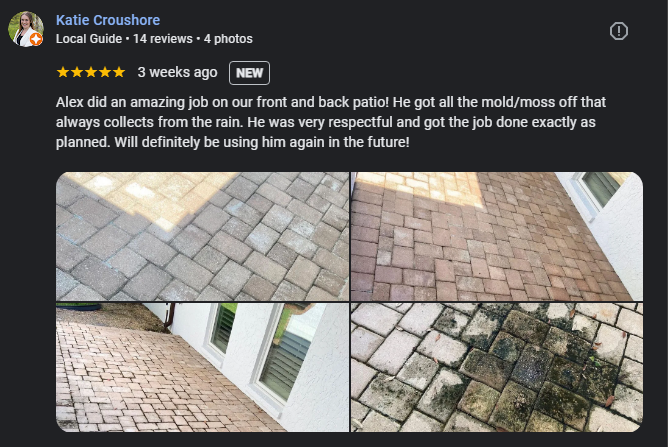 Katie Croushore
Local Guide • 14 reviews • 4 photos
3 weeks ago NEW
Alex did an amazing job on our front and back patio! He got all the mold/moss off that
always collects from the rain. He was very respectful and got the job done exactly as
planned. Will definitely be using him again in the future!